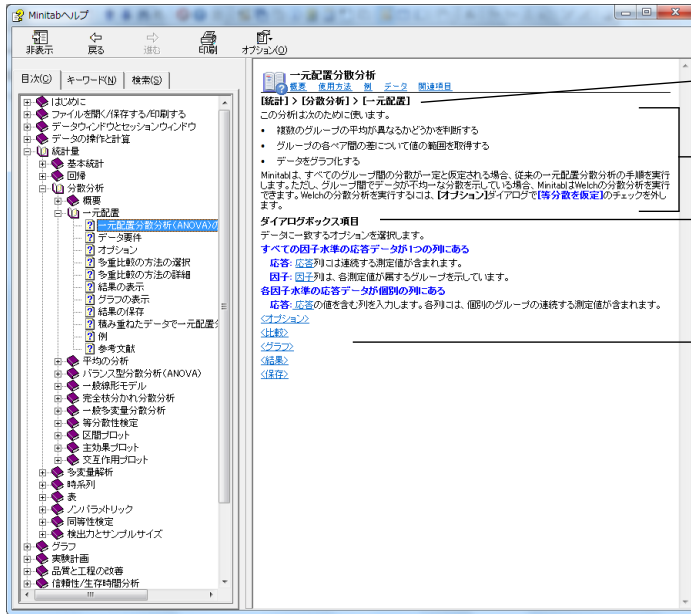 Minitabヘルプ
非表示 戻る 進む 印刷 オプション(O)
目次(C) キーワード(N) 検索(S)
はじめに
ファイルを開く/保存する/印刷する
データウィンドウとセッションウィンドウ
データの操作と計算
統計量
基本統計
回帰
分散分析
概要
一元配置
一元配置分散分析(ANOVA)の
データ要件
オプション
多重比較の方法の選択
多重比較の方法の詳細
結果の表示
グラフの表示
結果の保存
積み重ねたデータで一元配置分
例
参考文献
平均の分析
バランス型分散分析(ANOVA)
一般線形モデル
完全枝分かれ分散分析
一般多変量分散分析
等分散性検定
区間プロット
主効果プロット
交互作用プロット
多変量解析
時系列
表
ノンパラメトリック
同等性検定
検出力とサンプルサイズ
グラフ
実験計画
品質と工程の改善
信頼性/生存時間分析
一元配置分散分析
概要 使用方法 例 データ 関連項目
[統計] > [分散分析] > [一元配置]
この分析は次のために使います。
• 複数のグループの平均が異なるかどうかを判断する
• グループの各ペア間の差について値の範囲を取得する
• データをグラフ化する
Minitabは、すべてのグループ間の分散が一定と仮定される場合、従来の一元配置分散分析の手順を実行
します。ただし、グループ間でデータが不均一な分散を示している場合、MinitabはWelchの分散分析を実行
できます。Welchの分散分析を実行するには、[オプション]ダイアログで[等分散を仮定]のチェックを外し
ます。
ダイアログボックス項目
データに一致するオプションを選択します。
すべての因子水準の応答データが1つの列にある
応答: 応答列には連続する測定値が含まれます。
因子: 因子列は、各測定値が属するグループを示しています。
各因子水準の応答データが個別の列にある
応答: 応答の値を含む列を入力します。各列には、個別のグループの連続する測定値が含まれます。
<オプション>
<比較>
<グラフ>
<結果>
<保存>